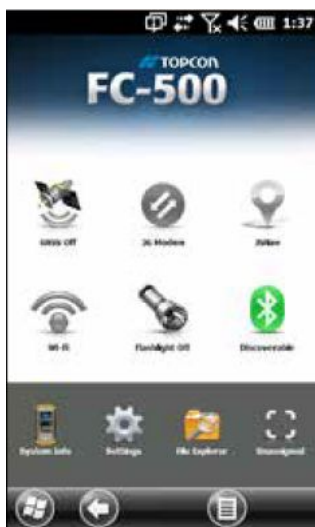 1:37
TOPCON
FC-500
GNSS Off
3G Modem
Wi-Fi
Flashlight Off
Discoverable
System Info
Settings
File Explorer
Unassigned